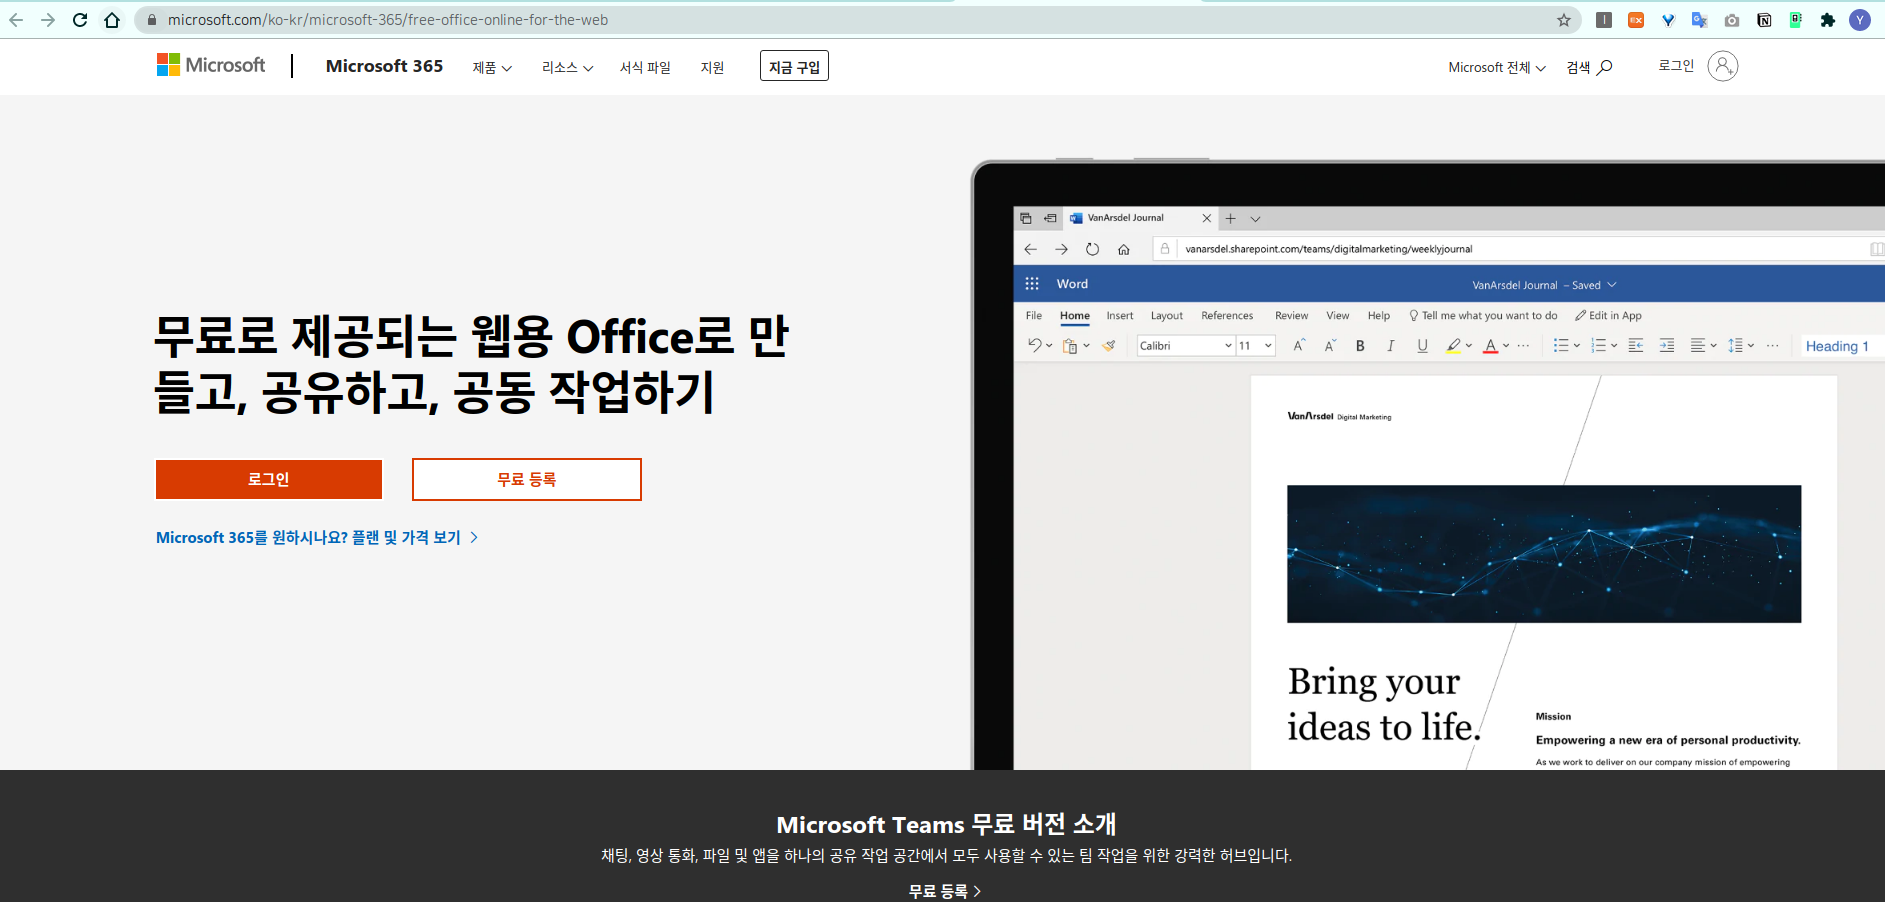 microsoft.com/ko-kr/microsoft-365/free-office-online-for-the-web
Microsoft
Microsoft 365
제품
리소스
서식 파일
지원
지금 구입
Microsoft 전체
검색
로그인
무료로 제공되는 웹용 Office로 만
들고, 공유하고, 공동 작업하기
로그인
무료 등록
Microsoft 365를 원하시나요? 플랜 및 가격 보기
VanArsdel Journal
vanarsdel.sharepoint.com/teams/digitalmarketing/weeklyjournal
Word
VanArsdel Journal – Saved
File Home Insert Layout References Review View Help Tell me what you want to do Edit in App
Calibri 11 A A B I U A Heading 1
VanArsdel Digital Marketing
Bring your
ideas to life.
Mission
Empowering a new era of personal productivity.
As we work to deliver on our company mission of empowering
Microsoft Teams 무료 버전 소개
채팅, 영상 통화, 파일 및 앱을 하나의 공유 작업 공간에서 모두 사용할 수 있는 팀 작업을 위한 강력한 허브입니다.
무료 등록